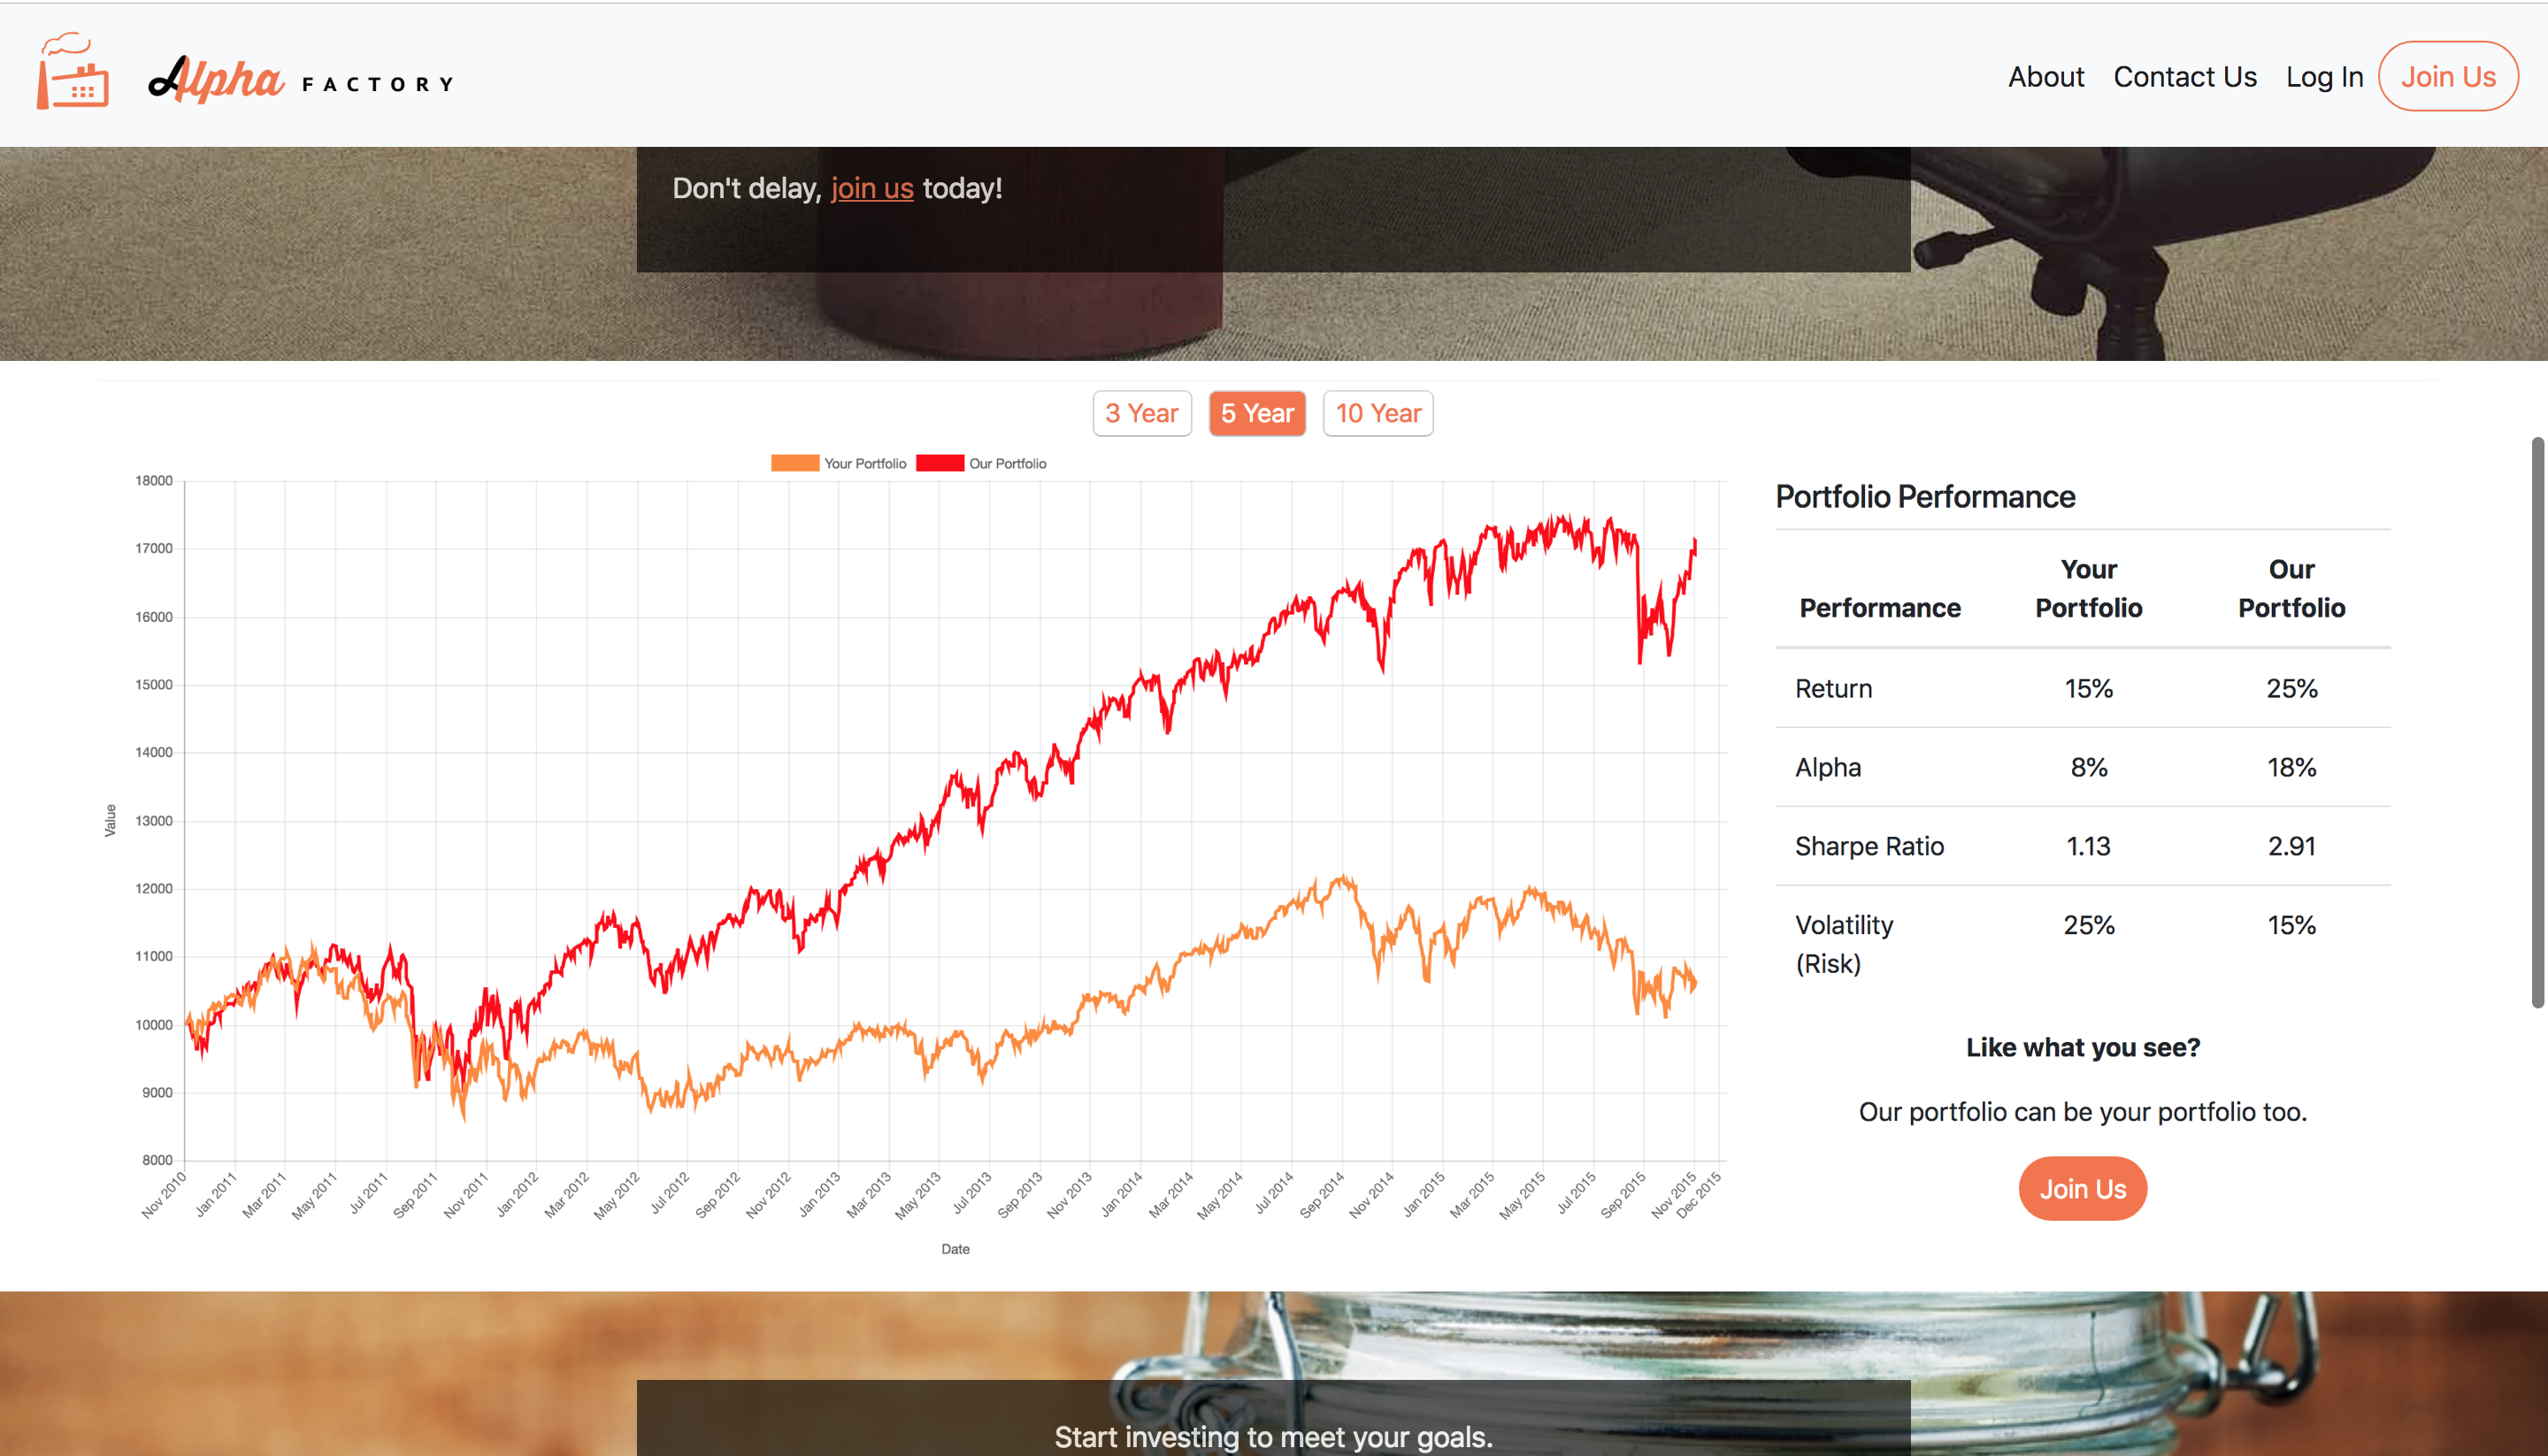 Alpha FACTORY
About Contact Us Log In Join Us
Don't delay, join us today!
3 Year 5 Year 10 Year
Your Portfolio Our Portfolio
18000
17000
16000
15000
14000
13000
12000
11000
10000
9000
8000
Value
Nov 2010 Jan 2011 Mar 2011 May 2011 Jul 2011 Sep 2011 Nov 2011 Jan 2012 Mar 2012 May 2012 Jul 2012 Sep 2012 Nov 2012 Jan 2013 Mar 2013 May 2013 Jul 2013 Sep 2013 Nov 2013 Jan 2014 Mar 2014 May 2014 Jul 2014 Sep 2014 Nov 2014 Jan 2015 Mar 2015 May 2015 Jul 2015 Sep 2015 Nov 2015 Dec 2015
Date
Portfolio Performance
Performance Your Portfolio Our Portfolio
Return 15% 25%
Alpha 8% 18%
Sharpe Ratio 1.13 2.91
Volatility (Risk) 25% 15%
Like what you see?
Our portfolio can be your portfolio too.
Join Us
Start investing to meet your goals.